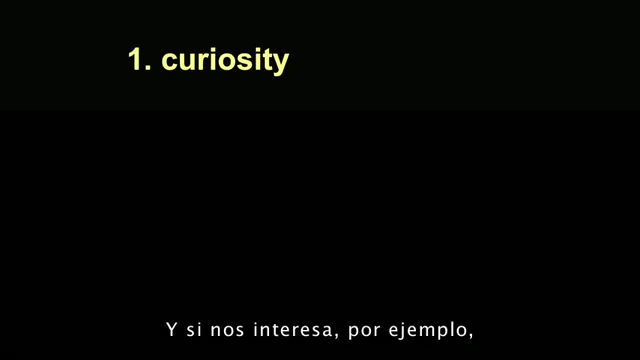 1. curiosity
Y si nos interesa, por ejemplo,